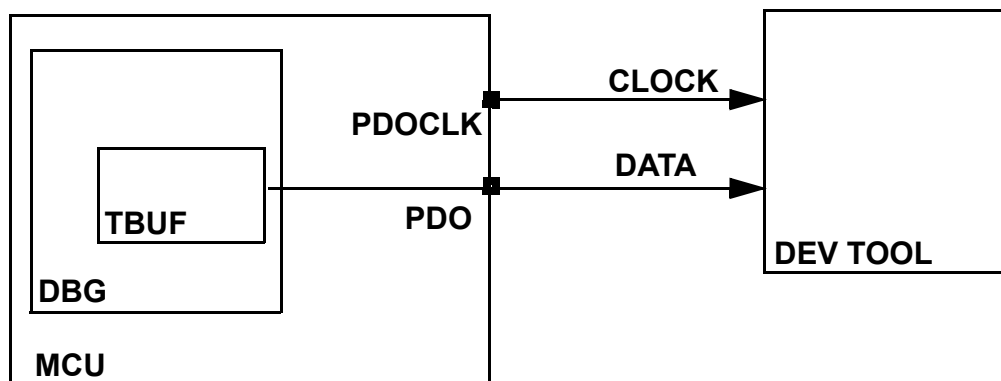 CLOCK
PDOCLK
DATA
TBUF
PDO
DEV TOOL
DBG
MCU